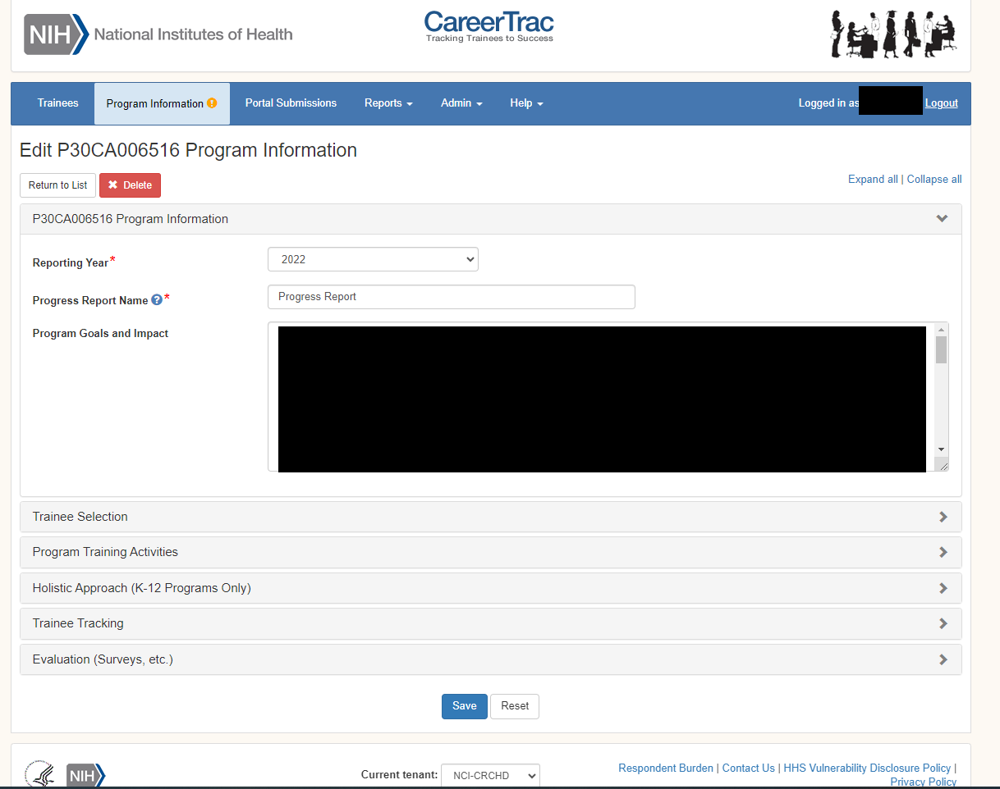 NIH National Institutes of Health
CareerTrac
Tracking Trainees to Success
Trainees Program Information Portal Submissions Reports Admin Help Logged in as Logout
Edit P30CA006516 Program Information
Return to List Delete Expand all | Collapse all
P30CA006516 Program Information
Reporting Year* 2022
Progress Report Name ?* Progress Report
Program Goals and Impact
Trainee Selection
Program Training Activities
Holistic Approach (K-12 Programs Only)
Trainee Tracking
Evaluation (Surveys, etc.)
Save Reset
NIH Current tenant: NCI-CRCHD Respondent Burden | Contact Us | HHS Vulnerability Disclosure Policy |
Privacy Policy